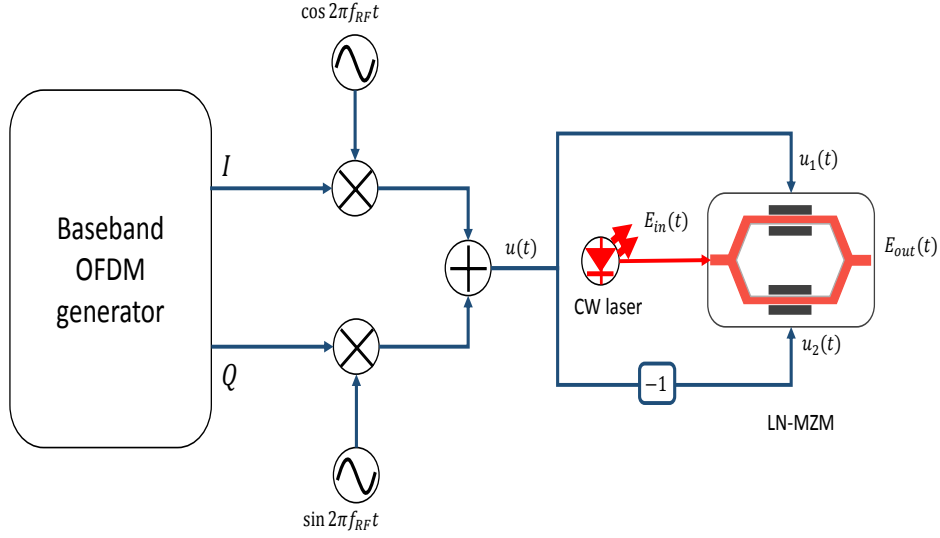 cos 2πf_RF t
I
Baseband
OFDM
generator
u(t)
E_in(t)
CW laser
u_1(t)
E_out(t)
u_2(t)
−1
Q
LN-MZM
sin 2πf_RF t